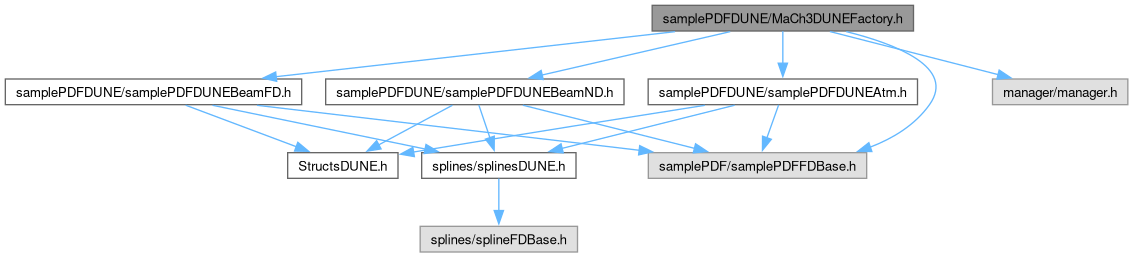 samplePDFDUNE/MaCh3DUNEFactory.h
samplePDFDUNE/samplePDFDUNEBeamFD.h
samplePDFDUNE/samplePDFDUNEBeamND.h
samplePDFDUNE/samplePDFDUNEAtm.h
manager/manager.h
StructsDUNE.h
splines/splinesDUNE.h
samplePDF/samplePDFFDBase.h
splines/splineFDBase.h